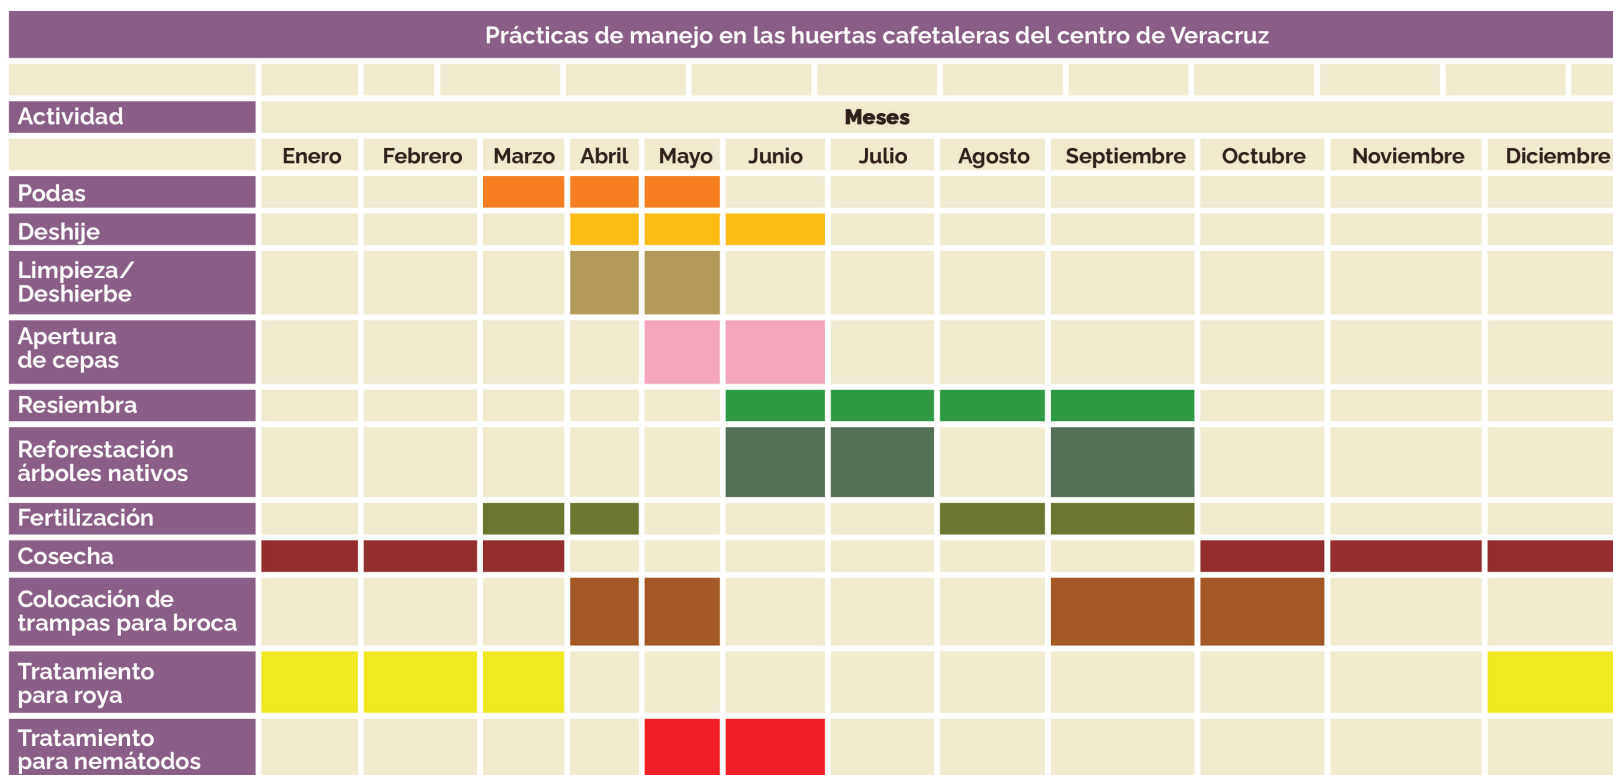 Prácticas de manejo en las huertas cafetaleras del centro de Veracruz
Actividad
Meses
Enero Febrero Marzo Abril Mayo Junio Julio Agosto Septiembre Octubre Noviembre Diciembre
Podas
Deshije
Limpieza/
Deshierbe
Apertura
de cepas
Resiembra
Reforestación
árboles nativos
Fertilización
Cosecha
Colocación de
trampas para broca
Tratamiento
para roya
Tratamiento
para nemátodos